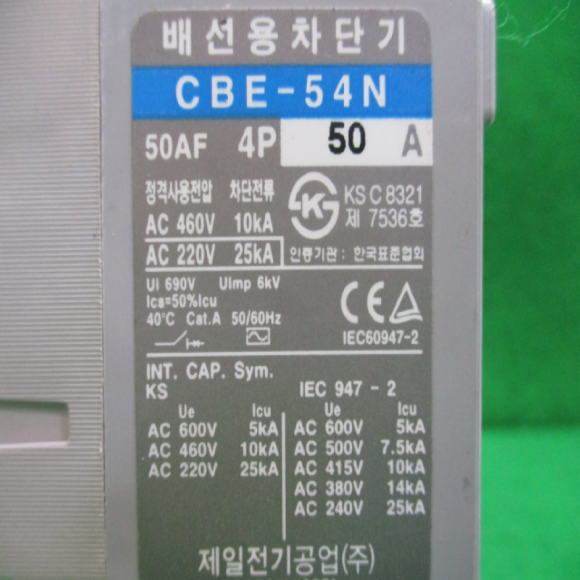 배선용차단기
CBE-54N
50AF 4P 50 A
정격사용전압 차단전류
AC 460V 10kA
AC 220V 25kA
KS C 8321
제 7536호
인증기관 : 한국표준협회
Ui 690V UImp 6kV
Ics=50%Icu
40℃ Cat.A 50/60Hz
CE
IEC60947-2
INT. CAP. Sym.
KS
Ue Icu
AC 600V 5kA
AC 460V 10kA
AC 220V 25kA
IEC 947 - 2
Ue Icu
AC 600V 5kA
AC 500V 7.5kA
AC 415V 10kA
AC 380V 14kA
AC 240V 25kA
제일전기공업(주)